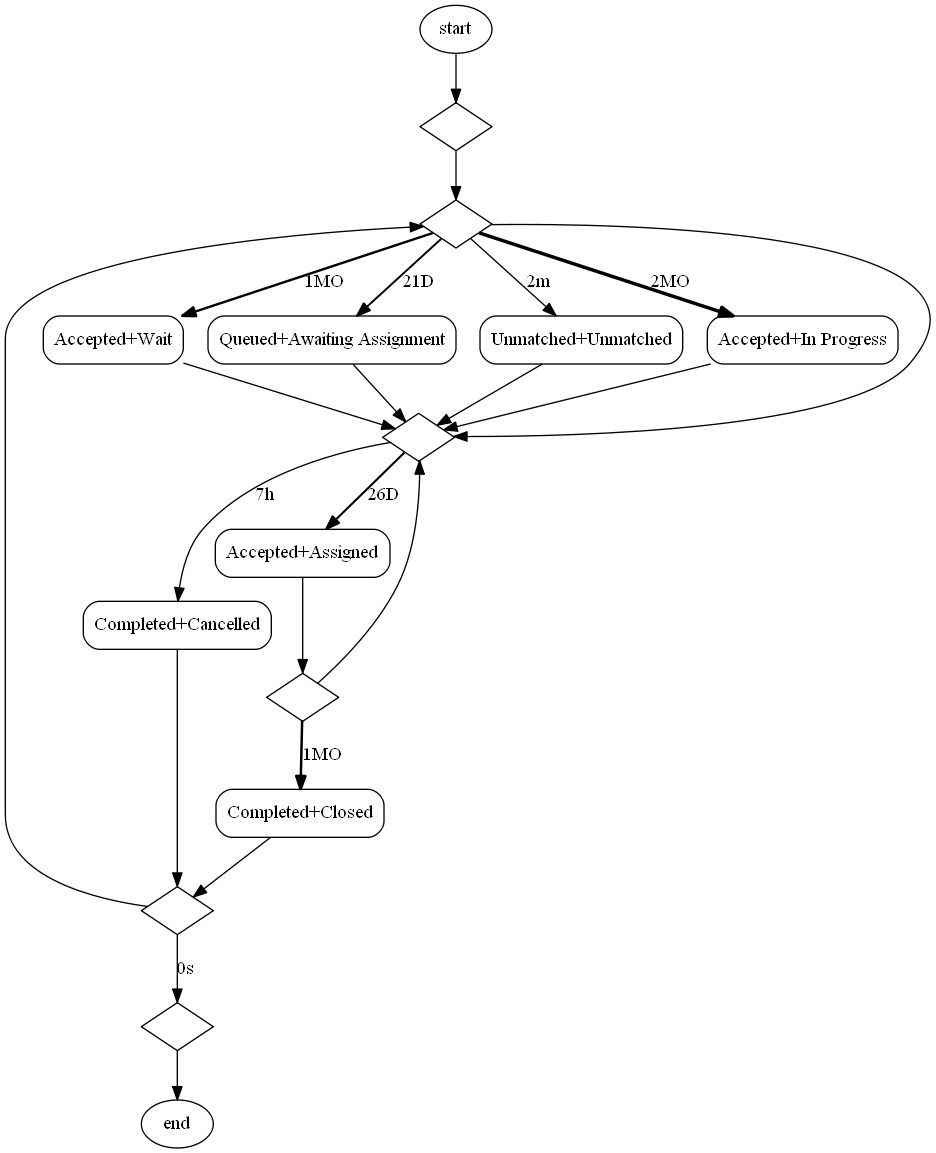 start
1MO
21D
2m
2MO
Accepted+Wait
Queued+Awaiting Assignment
Unmatched+Unmatched
Accepted+In Progress
7h
26D
Accepted+Assigned
Completed+Cancelled
1MO
Completed+Closed
0s
end